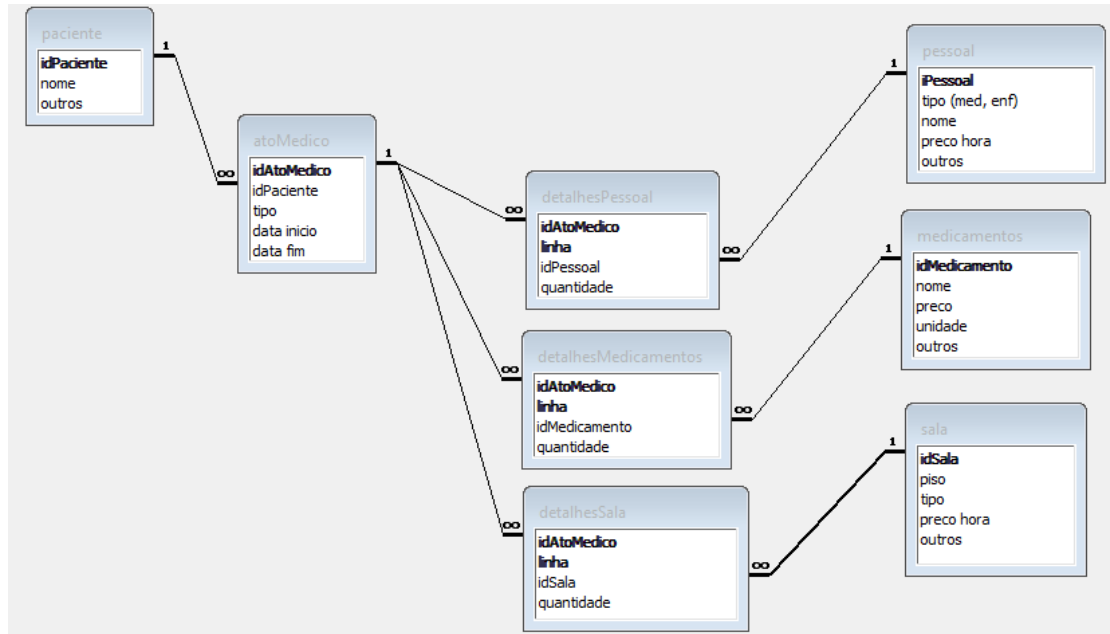 paciente
idPaciente
nome
outros
1
∞
atoMedico
idAtoMedico
idPaciente
tipo
data inicio
data fim
1
∞
detalhesPessoal
idAtoMedico
linha
idPessoal
quantidade
∞
∞
detalhesMedicamentos
idAtoMedico
linha
idMedicamento
quantidade
∞
∞
detalhesSala
idAtoMedico
linha
idSala
quantidade
∞
1
pessoal
iPessoal
tipo (med, enf)
nome
preco hora
outros
1
medicamentos
idMedicamento
nome
preco
unidade
outros
1
sala
idSala
piso
tipo
preco hora
outros